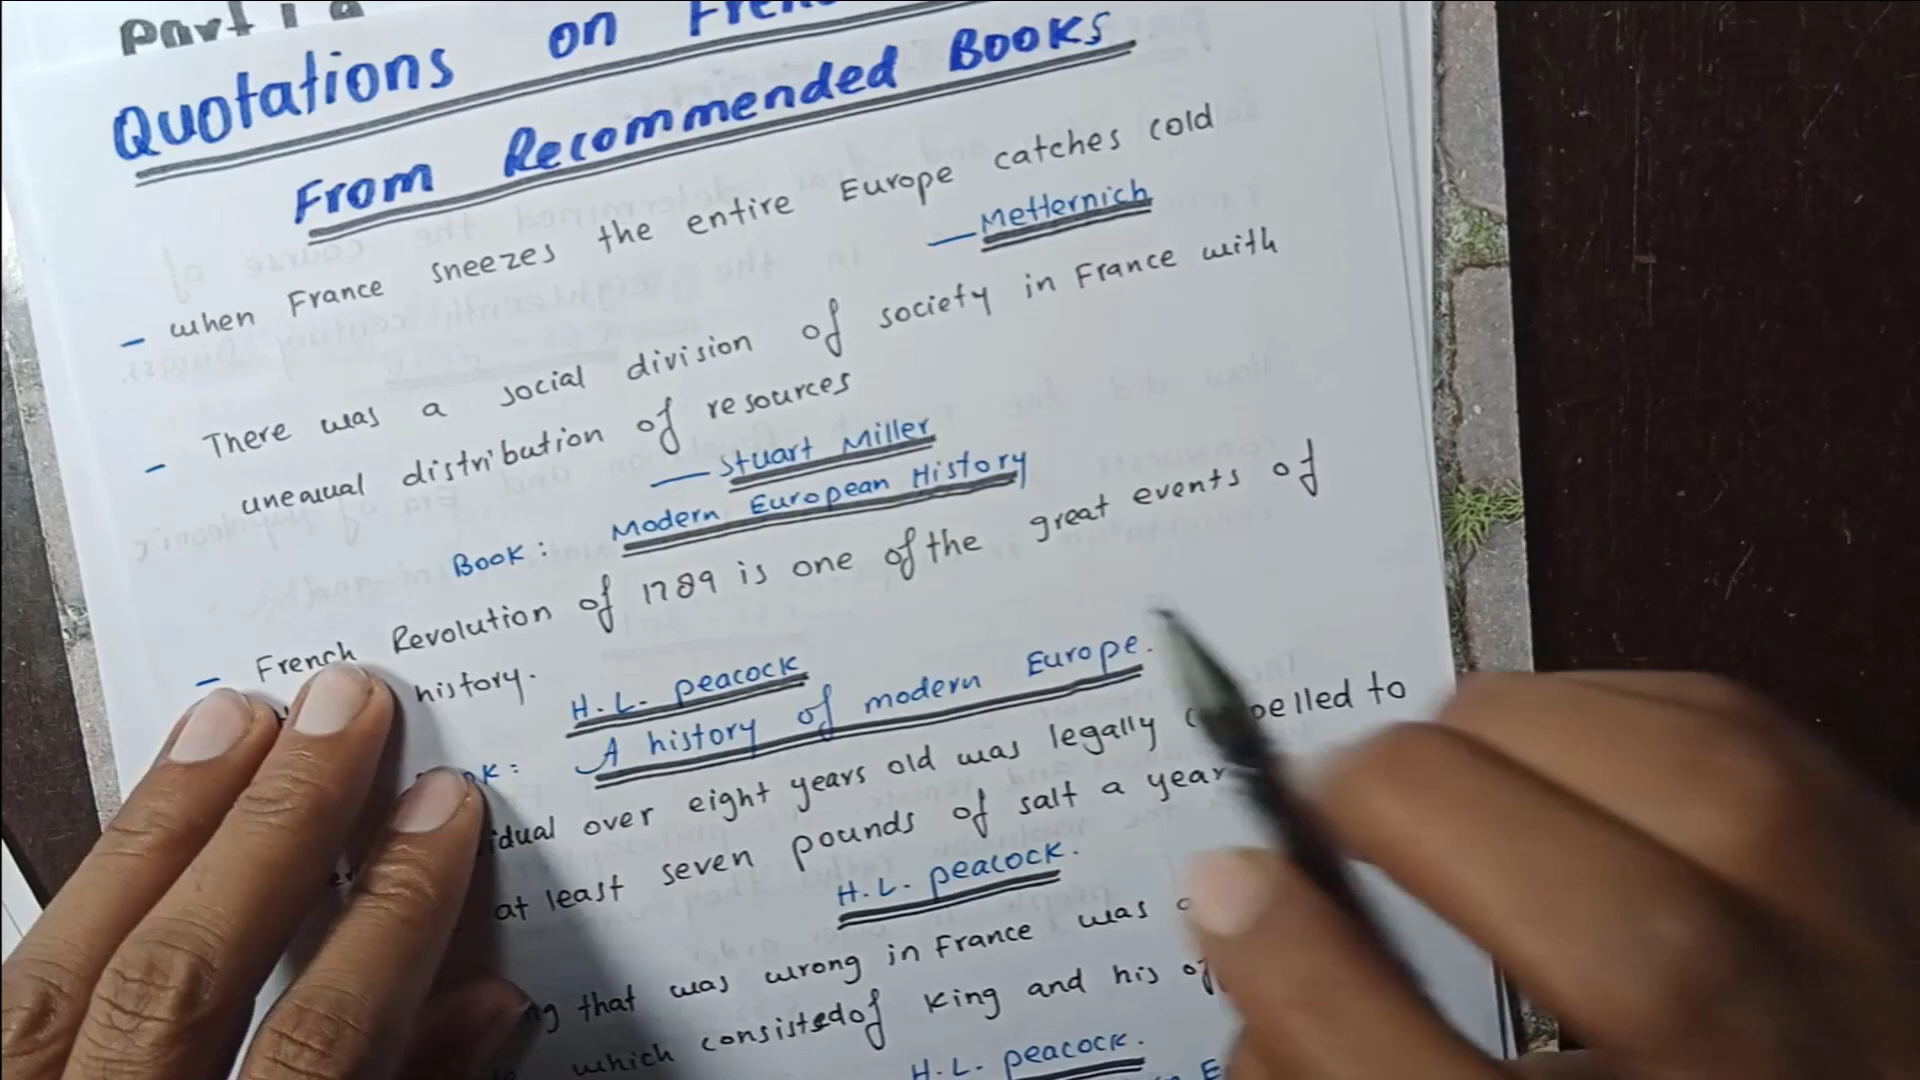 Part
Quotations on
From Recommended Books
- when France sneezes the entire Europe catches cold
— Metternich
- There was a social division of society in France with
unequal distribution of resources
— Stuart Miller
Book: Modern European History
- French Revolution of 1789 is one of the great events of
history.
H.L. peacock
A history of modern Europe.
over eight years old was legally to
at least seven pounds of salt a year
H.L. peacock.
that was wrong in France was
which consisted of King and his
H.L. peacock.